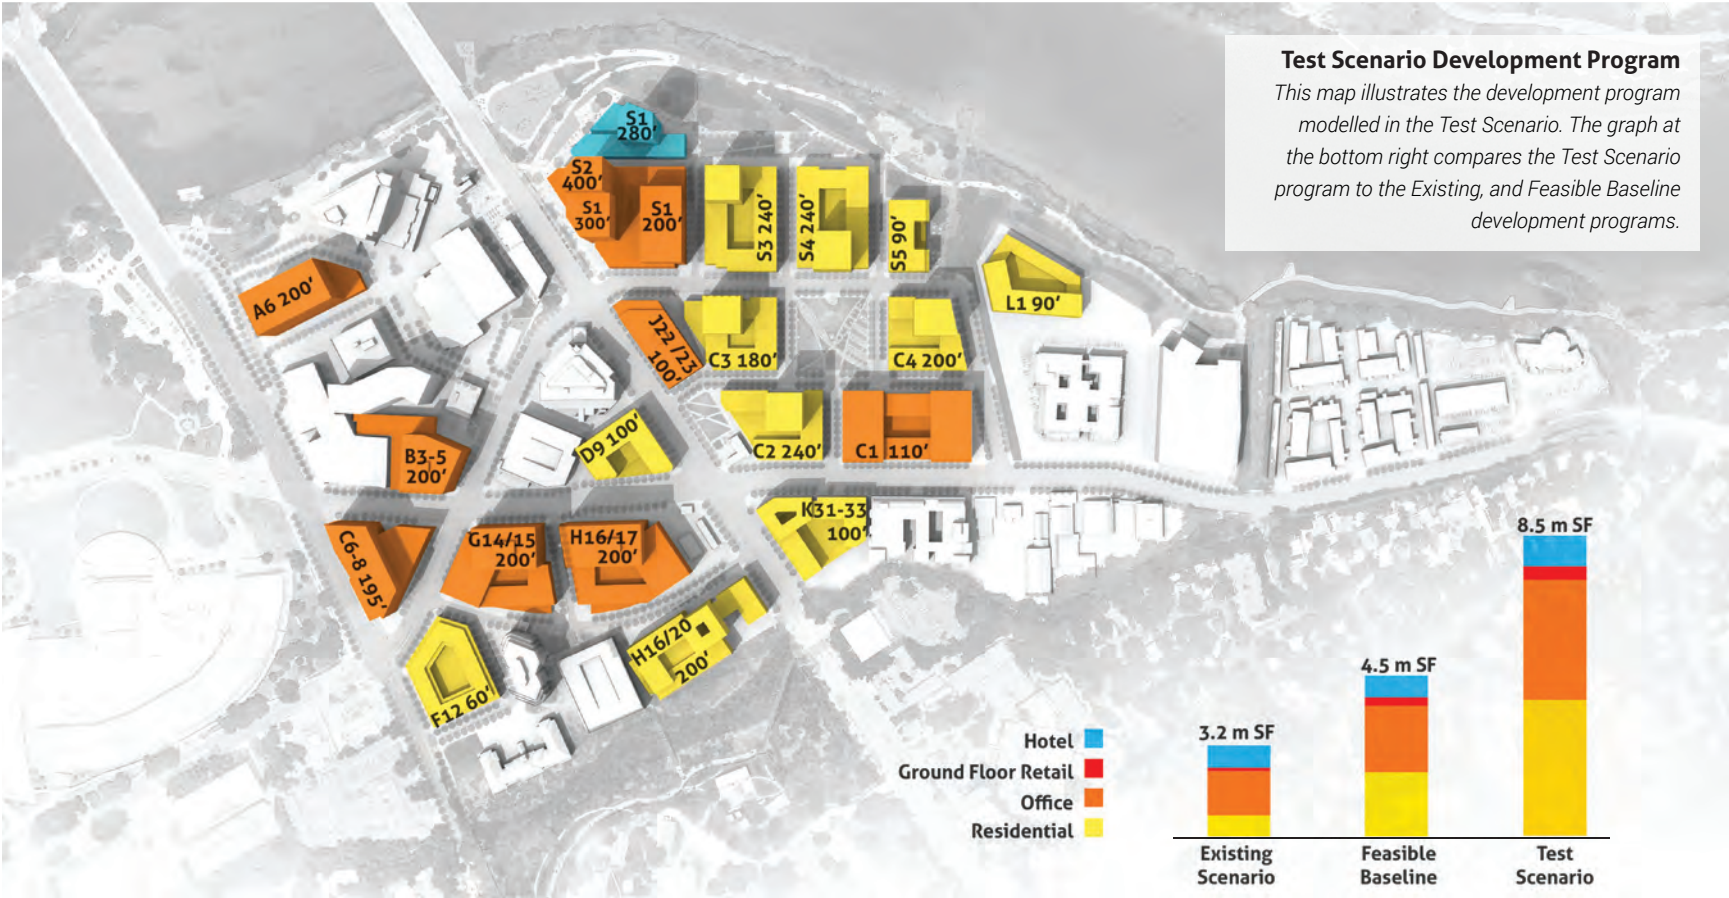 Test Scenario Development Program
This map illustrates the development program
modelled in the Test Scenario. The graph at
the bottom right compares the Test Scenario
program to the Existing, and Feasible Baseline
development programs.
S1
280’
S2
400’
S1
300’
S1
200’
S3 240’
S4 240’
S5 90’
L1 90’
A6 200’
J22 /23
100’
C3 180’
C4 200’
C2 240’
C1 110’
D9 100’
B3-5
200’
K31-33
100’
C6-8 195’
G14/15
200’
H16/17
200’
H16/20
200’
F12 60’
Hotel
Ground Floor Retail
Office
Residential
3.2 m SF
4.5 m SF
8.5 m SF
Existing
Scenario
Feasible
Baseline
Test
Scenario